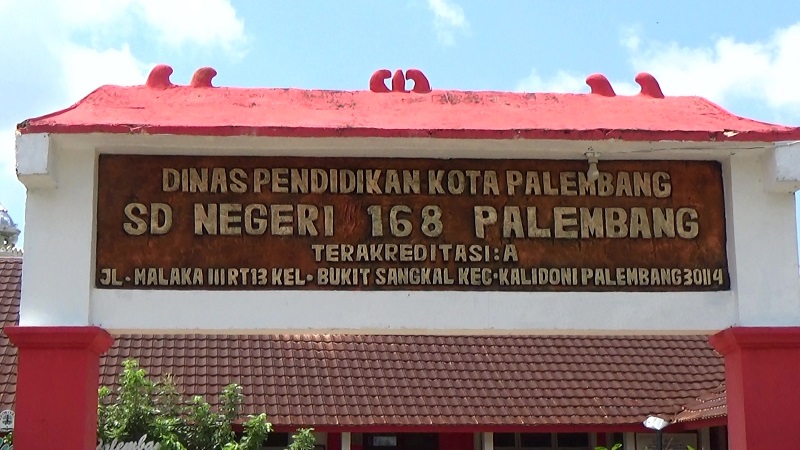 DINAS PENDIDIKAN KOTA PALEMBANG
SD NEGERI 168 PALEMBANG
TERAKREDITASI:A
JL. MALAKA III RT13 KEL. BUKIT SANGKAL KEC. KALIDONI PALEMBANG 30114